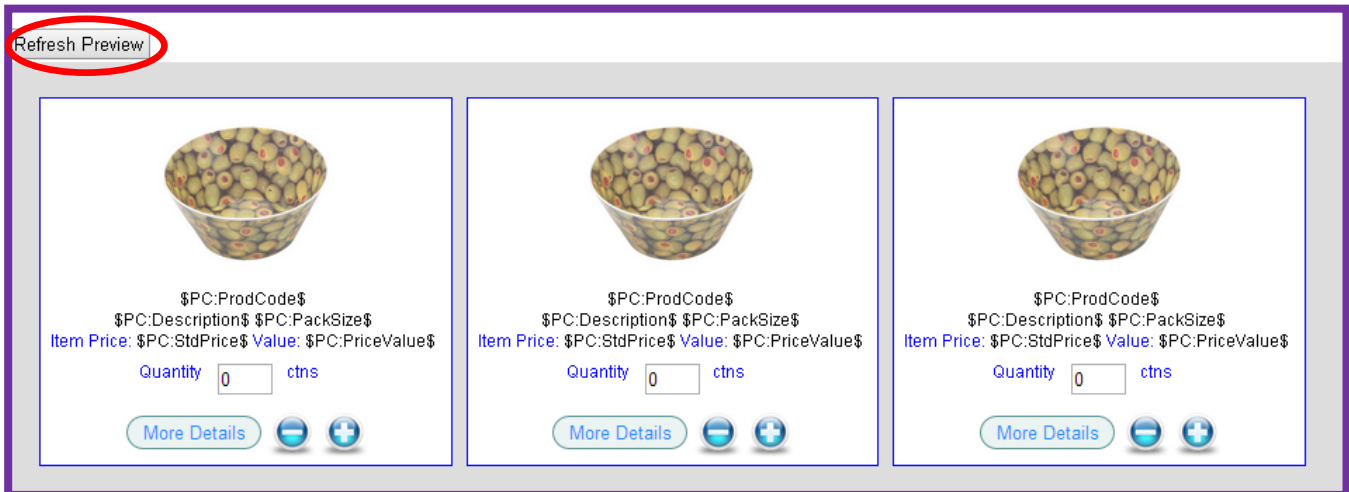 Refresh Preview
$PC:ProdCode$
$PC:Description$ $PC:PackSize$
Item Price: $PC:StdPrice$ Value: $PC:PriceValue$
Quantity 0 ctns
More Details
$PC:ProdCode$
$PC:Description$ $PC:PackSize$
Item Price: $PC:StdPrice$ Value: $PC:PriceValue$
Quantity 0 ctns
More Details
$PC:ProdCode$
$PC:Description$ $PC:PackSize$
Item Price: $PC:StdPrice$ Value: $PC:PriceValue$
Quantity 0 ctns
More Details